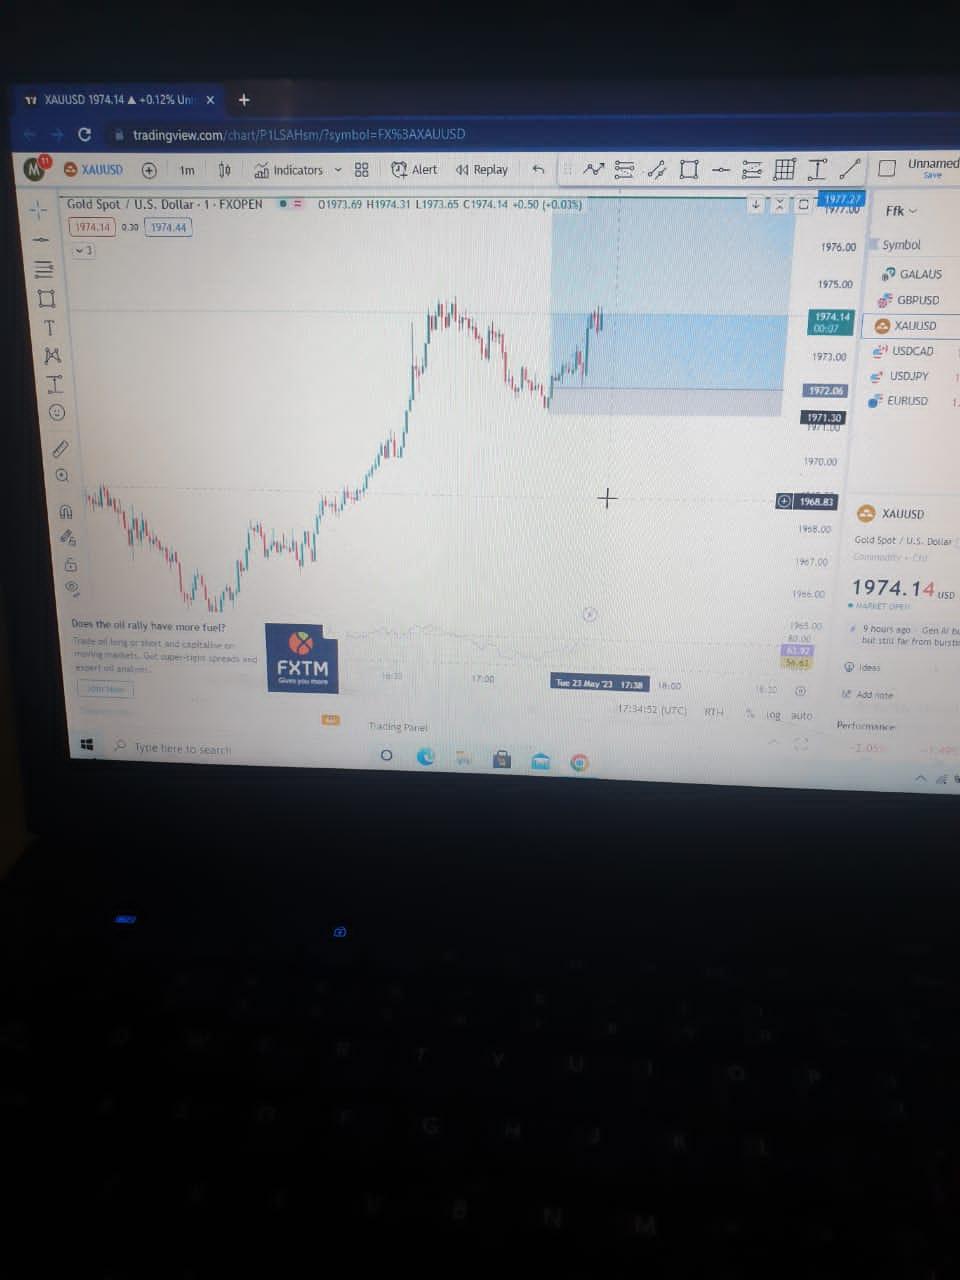 XAUUSD 1974.14 ▲ +0.12% Un
tradingview.com/chart/P1LSAHsm/?symbol=FX%3AXAUUSD
M 11 XAUUSD 1m Indicators Alert Replay Unnamed
Save
Gold Spot / U.S. Dollar · 1 · FXOPEN O1973.69 H1974.31 L1973.65 C1974.14 +0.50 (+0.03%)
1974.14 0.30 1974.44
3
1977.27
1977.00
1976.00
1975.00
1974.14
00:07
1973.00
1972.06
1971.30
1971.00
1970.00
1968.83
1968.00
1967.00
1966.00
1965.00
80.00
63.92
56.63
Ffk
Symbol
GALAUS
GBPUSD
XAUUSD
USDCAD
USDJPY
EURUSD
XAUUSD
Gold Spot / U.S. Dollar
Commodity • Cfd
1974.14 USD
MARKET OPEN
9 hours ago Gen AI bu
but still far from burstin
Ideas
Add note
Performance
Does the oil rally have more fuel?
Trade oil long or short and capitalise on
moving markets. Get super-tight spreads and
expert oil analysis.
Join Now
FXTM
Gives you more
16:30 17:00 Tue 23 May '23 17:38 18:00 18:30
17:34:52 (UTC) RTH % log auto
Trading Panel
Type here to search
W T Y U I O P
G H J K L
V B N M